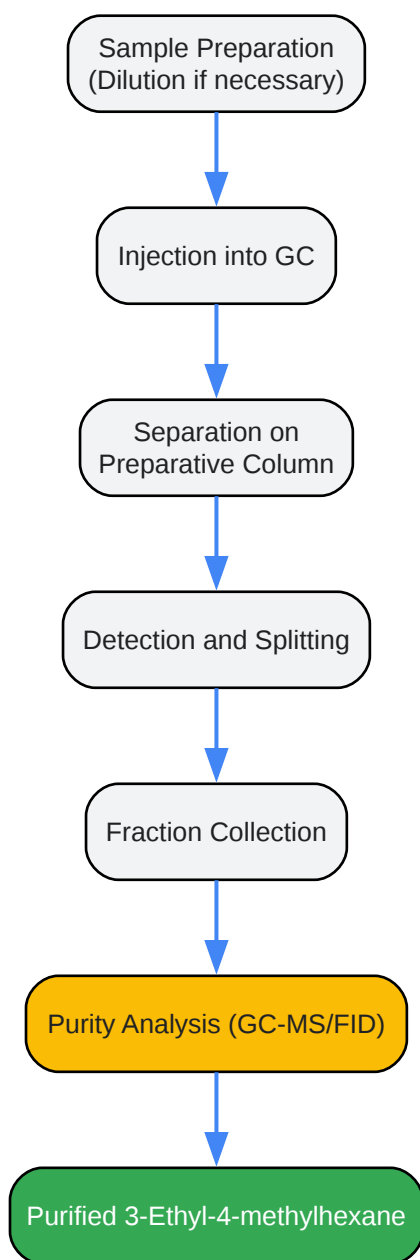 Sample Preparation
(Dilution if necessary)
Injection into GC
Separation on
Preparative Column
Detection and Splitting
Fraction Collection
Purity Analysis (GC-MS/FID)
Purified 3-Ethyl-4-methylhexane